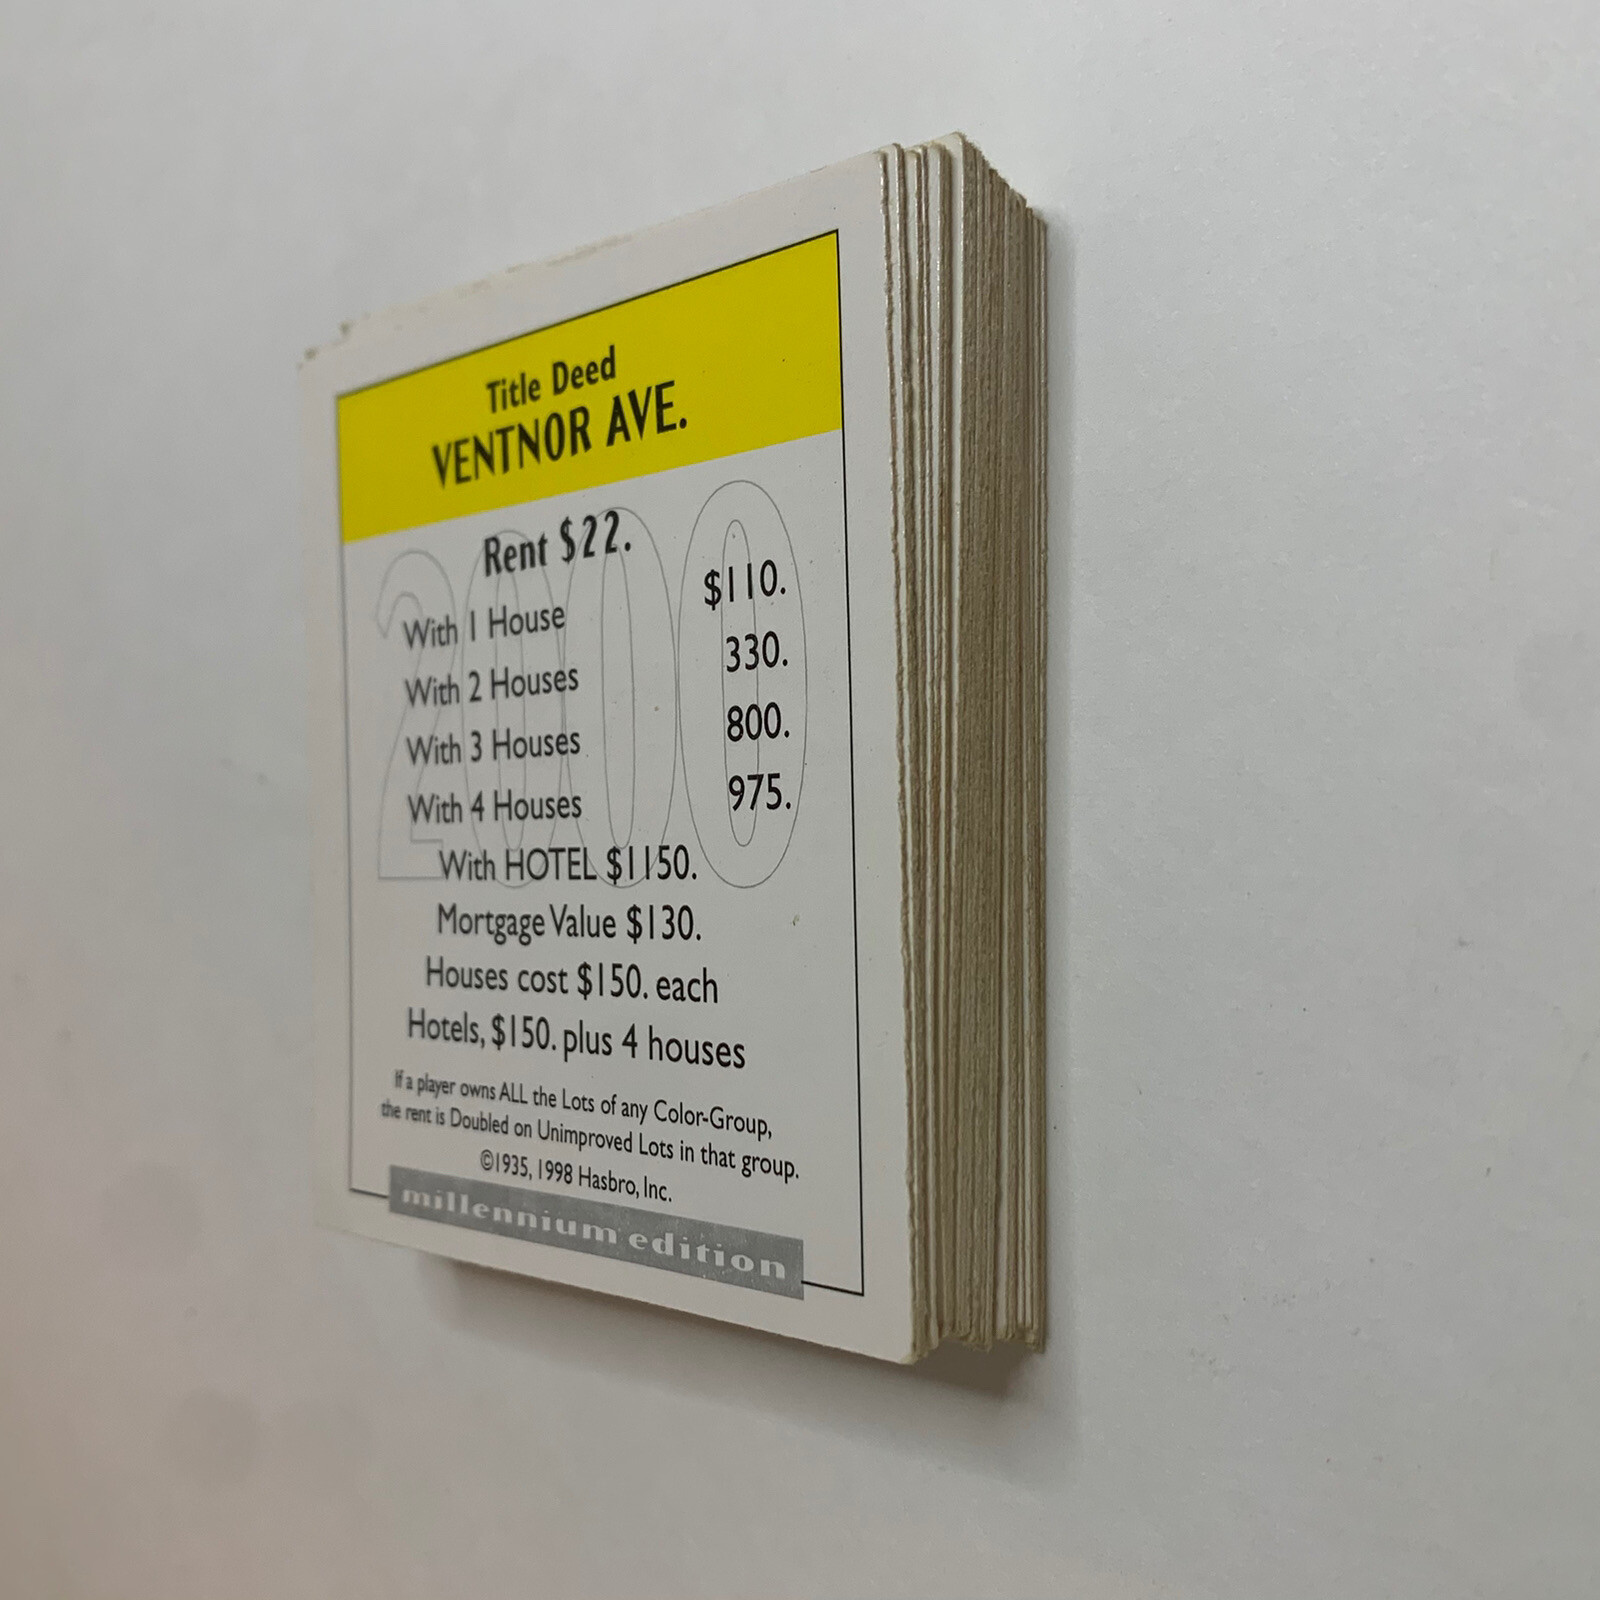 Title Deed
VENTNOR AVE.
2000
Rent $22.
With 1 House $110.
With 2 Houses 330.
With 3 Houses 800.
With 4 Houses 975.
With HOTEL $1150.
Mortgage Value $130.
Houses cost $150. each
Hotels, $150. plus 4 houses
If a player owns ALL the Lots of any Color-Group,
the rent is Doubled on Unimproved Lots in that group.
©1935, 1998 Hasbro, Inc.
millennium edition